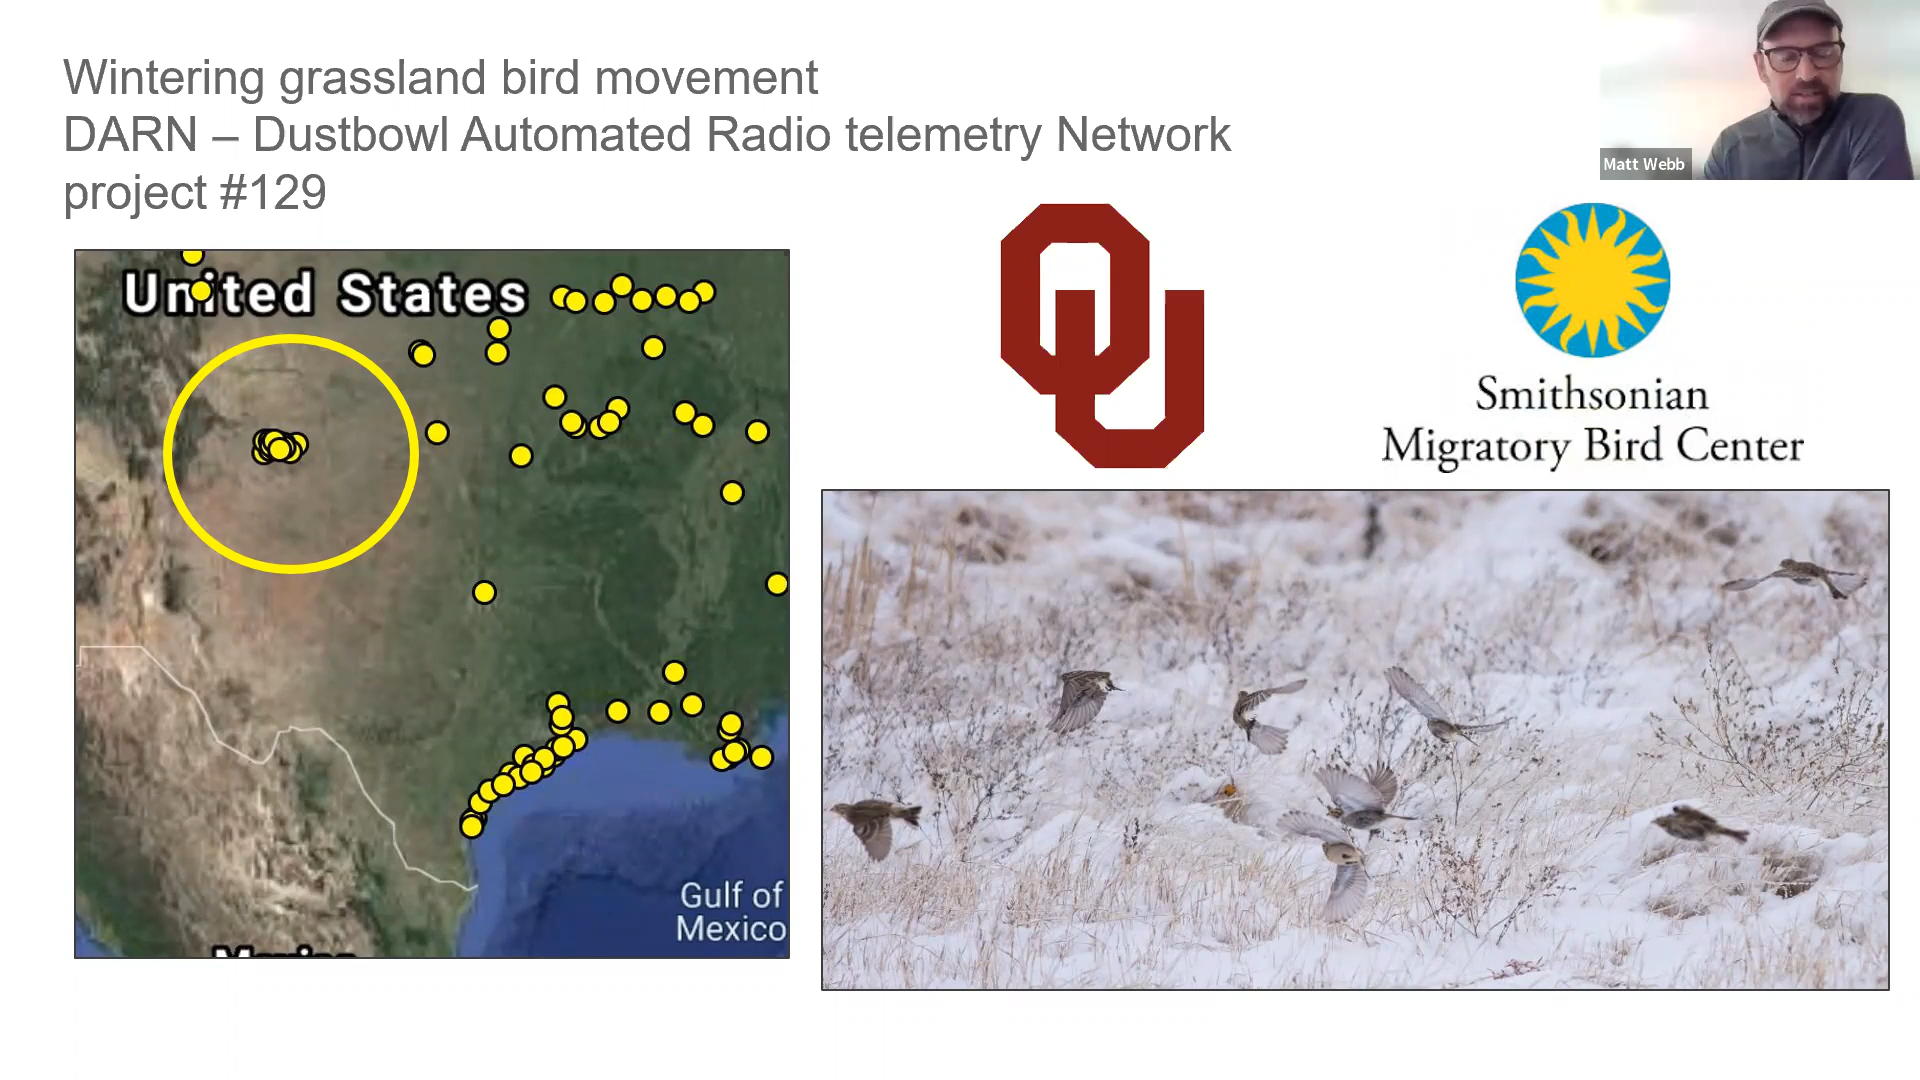 Wintering grassland bird movement
DARN – Dustbowl Automated Radio telemetry Network
project #129
Matt Webb
United States
Gulf of
Mexico
OU
Smithsonian
Migratory Bird Center